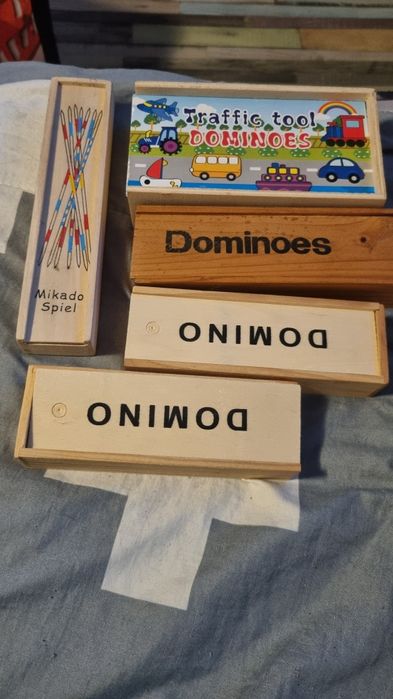 Traffic tool
DOMINOES
Dominoes
Mikado
Spiel
DOMINO
DOMINO